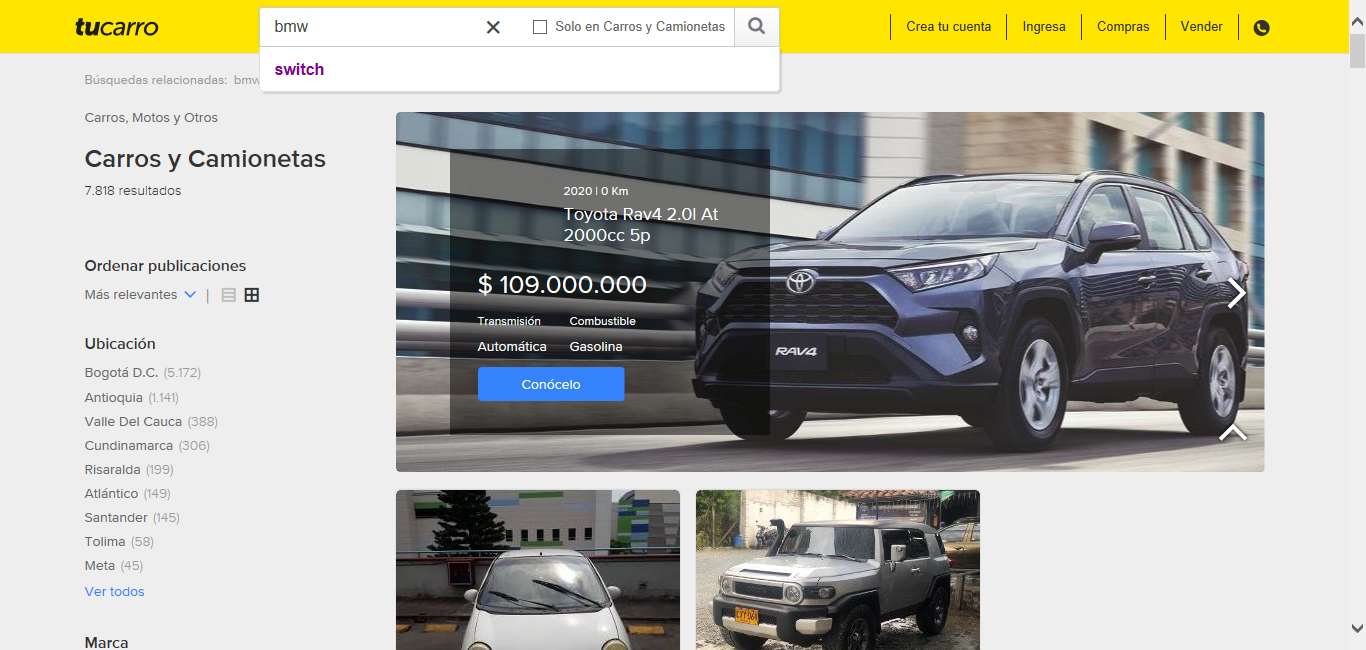 tucarro
bmw
Solo en Carros y Camionetas
Crea tu cuenta
Ingresa
Compras
Vender
switch
Búsquedas relacionadas: bmw
Carros, Motos y Otros
Carros y Camionetas
7.818 resultados
Ordenar publicaciones
Más relevantes
Ubicación
Bogotá D.C. (5.172)
Antioquia (1.141)
Valle Del Cauca (388)
Cundinamarca (306)
Risaralda (199)
Atlántico (149)
Santander (145)
Tolima (58)
Meta (45)
Ver todos
Marca
2020 | 0 Km
Toyota Rav4 2.0l At
2000cc 5p
$ 109.000.000
Transmisión Combustible
Automática Gasolina
Conócelo
RAV4